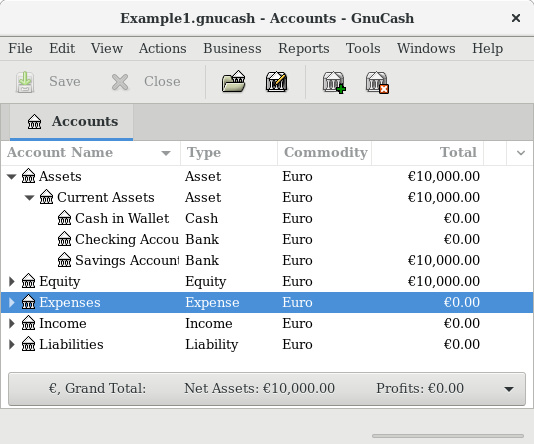 Example1.gnucash - Accounts - GnuCash
File Edit View Actions Business Reports Tools Windows Help
Save Close
Accounts
Account Name Type Commodity Total
Assets Asset Euro €10,000.00
Current Assets Asset Euro €10,000.00
Cash in Wallet Cash Euro €0.00
Checking Accou Bank Euro €0.00
Savings Account Bank Euro €10,000.00
Equity Equity Euro €10,000.00
Expenses Expense Euro €0.00
Income Income Euro €0.00
Liabilities Liability Euro €0.00
€, Grand Total: Net Assets: €10,000.00 Profits: €0.00